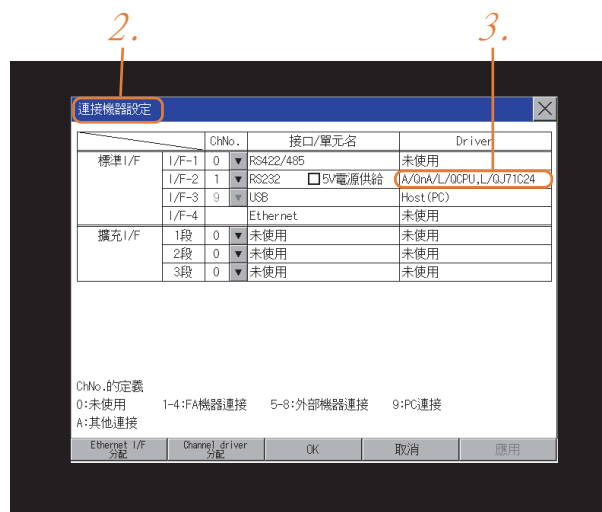 2.
3.
連接機器設定
ChNo. 接口/單元名 Driver
標準I/F I/F-1 0 RS422/485 未使用
I/F-2 1 RS232 5V電源供給 A/QnA/L/QCPU,L/QJ71C24
I/F-3 9 USB Host(PC)
I/F-4 Ethernet 未使用
擴充I/F 1段 0 未使用 未使用
2段 0 未使用 未使用
3段 0 未使用 未使用
ChNo.的定義
0:未使用 1-4:FA機器連接 5-8:外部機器連接 9:PC連接
A:其他連接
Ethernet I/F
分配
Channel driver
分配
OK
取消
應用